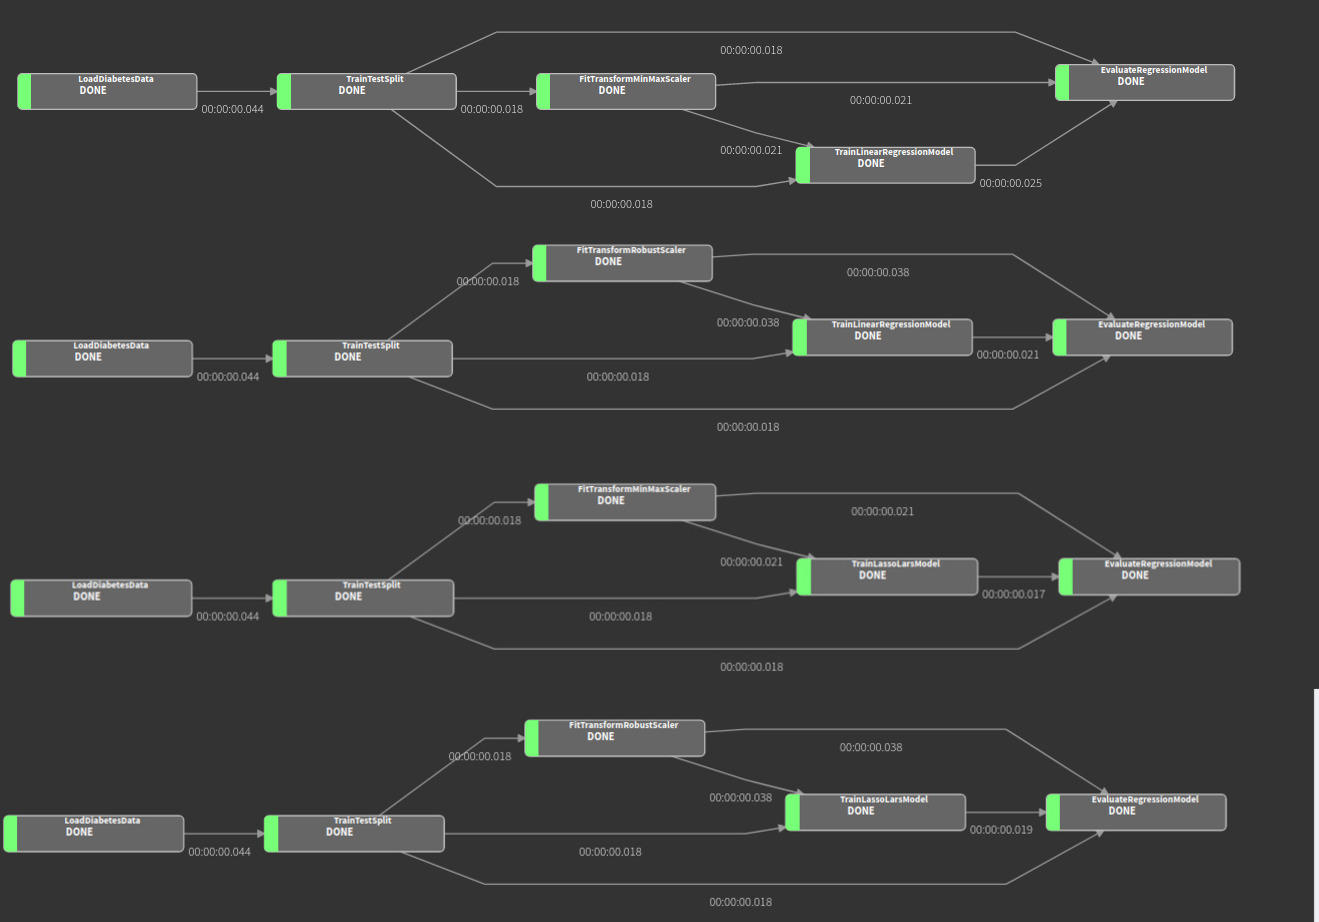 00:00:00.018
LoadDiabetesData
DONE
00:00:00.044
TrainTestSplit
DONE
00:00:00.018
FitTransformMinMaxScaler
DONE
00:00:00.021
EvaluateRegressionModel
DONE
00:00:00.021
TrainLinearRegressionModel
DONE
00:00:00.025
00:00:00.018
FitTransformRobustScaler
DONE
00:00:00.018
00:00:00.038
LoadDiabetesData
DONE
00:00:00.044
TrainTestSplit
DONE
00:00:00.038
TrainLinearRegressionModel
DONE
00:00:00.021
EvaluateRegressionModel
DONE
00:00:00.018
00:00:00.018
FitTransformMinMaxScaler
DONE
00:00:00.018
00:00:00.021
LoadDiabetesData
DONE
00:00:00.044
TrainTestSplit
DONE
00:00:00.021
TrainLassoLarsModel
DONE
00:00:00.017
EvaluateRegressionModel
DONE
00:00:00.018
00:00:00.018
FitTransformRobustScaler
DONE
00:00:00.018
00:00:00.038
LoadDiabetesData
DONE
00:00:00.044
TrainTestSplit
DONE
00:00:00.038
TrainLassoLarsModel
DONE
00:00:00.019
EvaluateRegressionModel
DONE
00:00:00.018
00:00:00.018